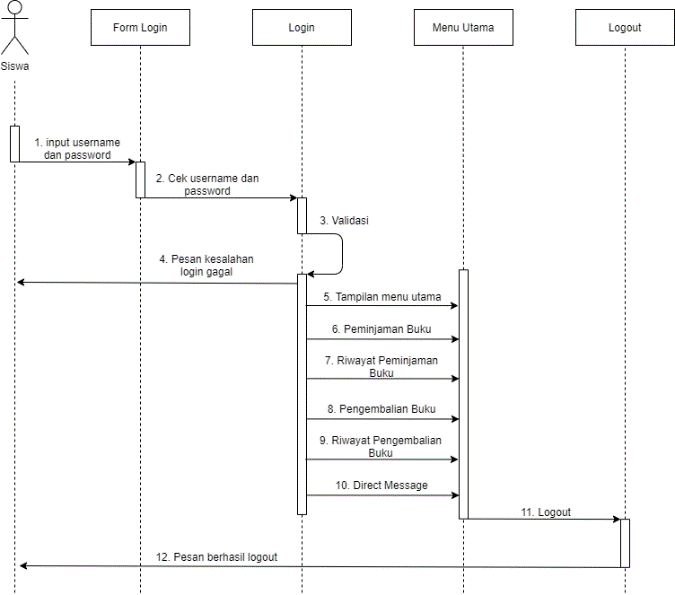 Siswa
Form Login
Login
Menu Utama
Logout
1. input username
dan password
2. Cek username dan
password
3. Validasi
4. Pesan kesalahan
login gagal
5. Tampilan menu utama
6. Peminjaman Buku
7. Riwayat Peminjaman
Buku
8. Pengembalian Buku
9. Riwayat Pengembalian
Buku
10. Direct Message
11. Logout
12. Pesan berhasil logout